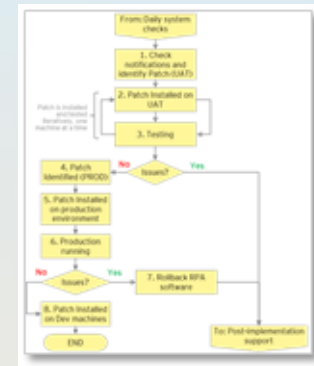 From: Daily system
checks
1. Check
notifications and
identify Patch (UAT)
2. Patch Installed on
UAT
Patch is installed
and tested
iteratively, one
machine at a time
3. Testing
No
Yes
4. Patch
Identified (PROD)
Issues?
5. Patch Installed
on production
environment
6. Production
running
No
Yes
Issues?
7. Rollback RPA
software
8. Patch Installed
on Dev machines
END
To: Post-implementation
support